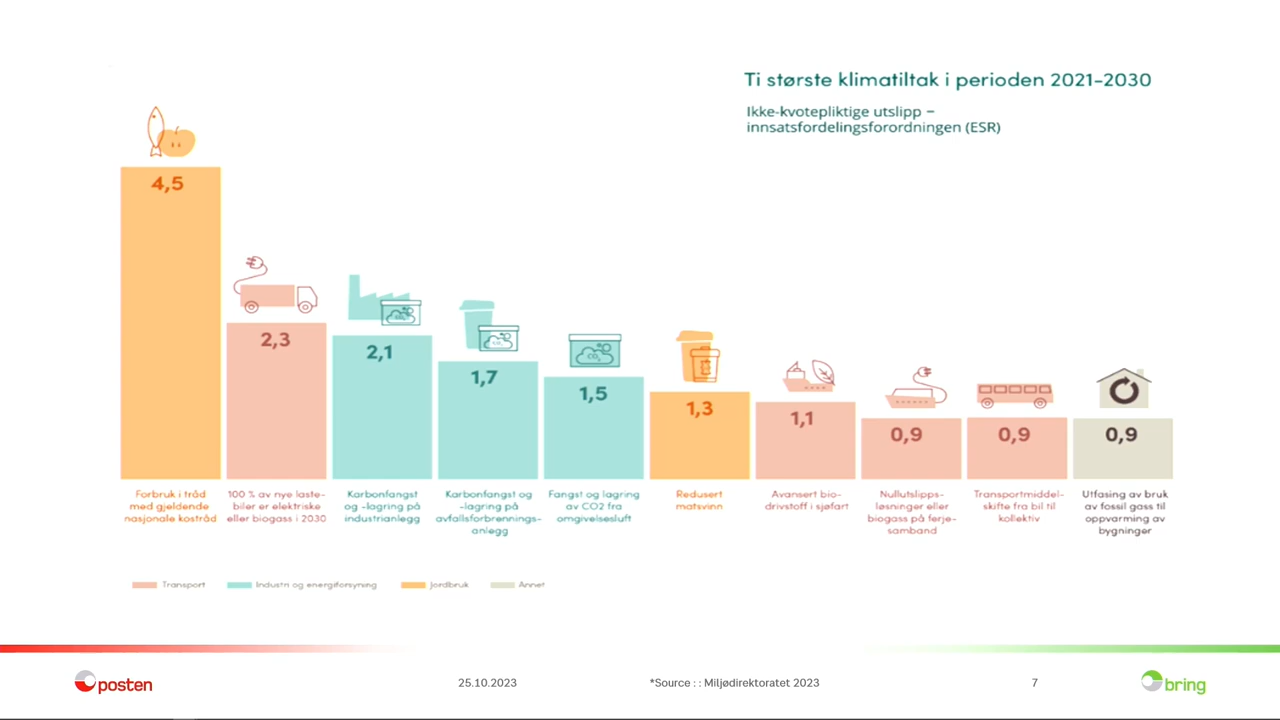 Ti største klimatiltak i perioden 2021–2030
Ikke-kvotepliktige utslipp –
innsatsfordelingsforordningen (ESR)
4,5
2,3
2,1
1,7
1,5
1,3
1,1
0,9
0,9
0,9
Forbruk i tråd
med gjeldende
nasjonale kostråd
100 % av nye laste-
biler er elektriske
eller biogass i 2030
Karbonfangst
og -lagring på
industrianlegg
Karbonfangst og
-lagring på
avfallsforbrennings-
anlegg
Fangst og lagring
av CO2 fra
omgivelsesluft
Redusert
matsvinn
Avansert bio-
drivstoff i sjøfart
Nullutslipps-
løsninger eller
biogass på ferje-
samband
Transportmiddel-
skifte fra bil til
kollektiv
Utfasing av bruk
av fossil gass til
oppvarming av
bygninger
Transport
Industri og energiforsyning
Jordbruk
Annet
posten
25.10.2023
*Source : : Miljødirektoratet 2023
7
bring